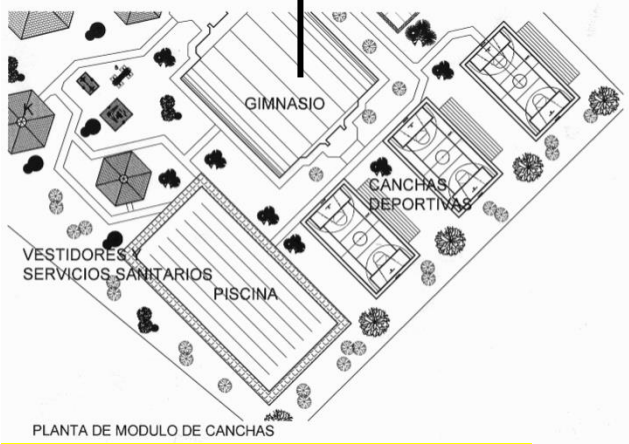 GIMNASIO
CANCHAS
DEPORTIVAS
VESTIDORES Y
SERVICIOS SANITARIOS
PISCINA
PLANTA DE MODULO DE CANCHAS